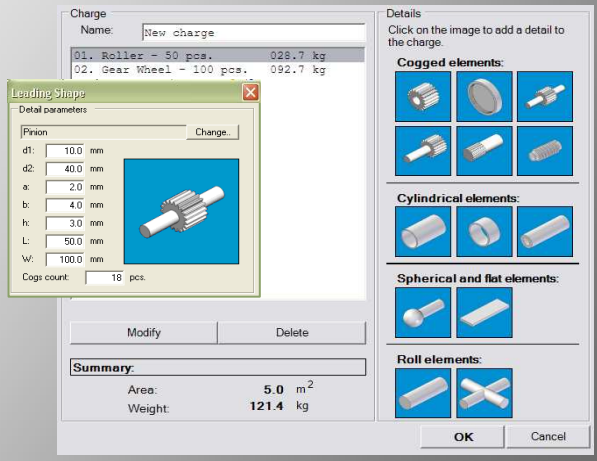 Charge
Name: New charge
01. Roller - 50 pcs. 028.7 kg
02. Gear Wheel - 100 pcs. 092.7 kg
Leading Shape
Detail parameters
Pinion Change..
d1: 10.0 mm
d2: 40.0 mm
a: 2.0 mm
b: 4.0 mm
h: 3.0 mm
L: 50.0 mm
W: 100.0 mm
Cogs count: 18 pcs.
Modify Delete
Summary:
Area: 5.0 m2
Weight: 121.4 kg
Details
Click on the image to add a detail to
the charge.
Cogged elements:
Cylindrical elements:
Spherical and flat elements:
Roll elements:
OK Cancel